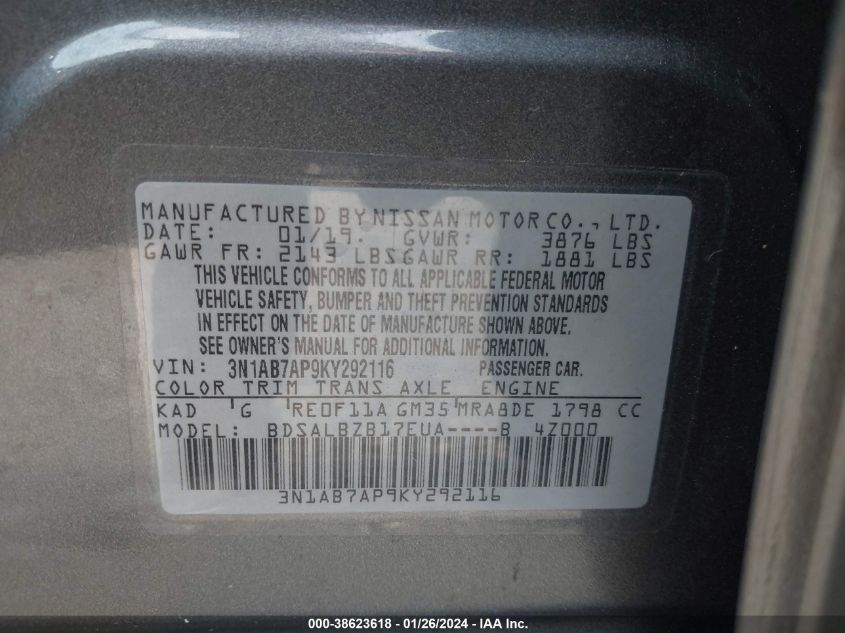 MANUFACTURED BY NISSAN MOTOR CO., LTD.
DATE: 01/19. GVWR: 3876 LBS
GAWR FR: 2143 LBS GAWR RR: 1881 LBS
THIS VEHICLE CONFORMS TO ALL APPLICABLE FEDERAL MOTOR
VEHICLE SAFETY, BUMPER AND THEFT PREVENTION STANDARDS
IN EFFECT ON THE DATE OF MANUFACTURE SHOWN ABOVE.
SEE OWNER'S MANUAL FOR ADDITIONAL INFORMATION.
VIN: 3N1AB7AP9KY292116 PASSENGER CAR.
COLOR TRIM TRANS AXLE ENGINE
KAD G RE0F11A GM35 MRA8DE 1798 CC
MODEL: BDSALBZB17EUA----B 4Z000
3N1AB7AP9KY292116
000-38623618 - 01/26/2024 - IAA Inc.